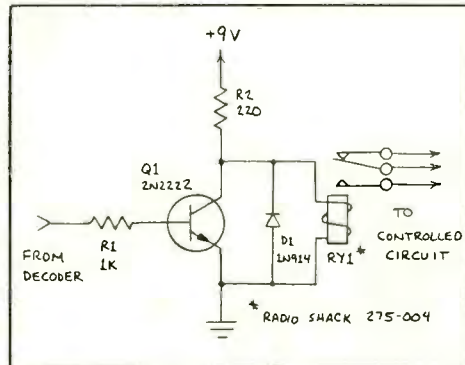 +9V
R2
220
Q1
2N2222
FROM
DECODER
R1
1K
D1
1N914
RY1*
TO
CONTROLLED
CIRCUIT
* RADIO SHACK 275-004